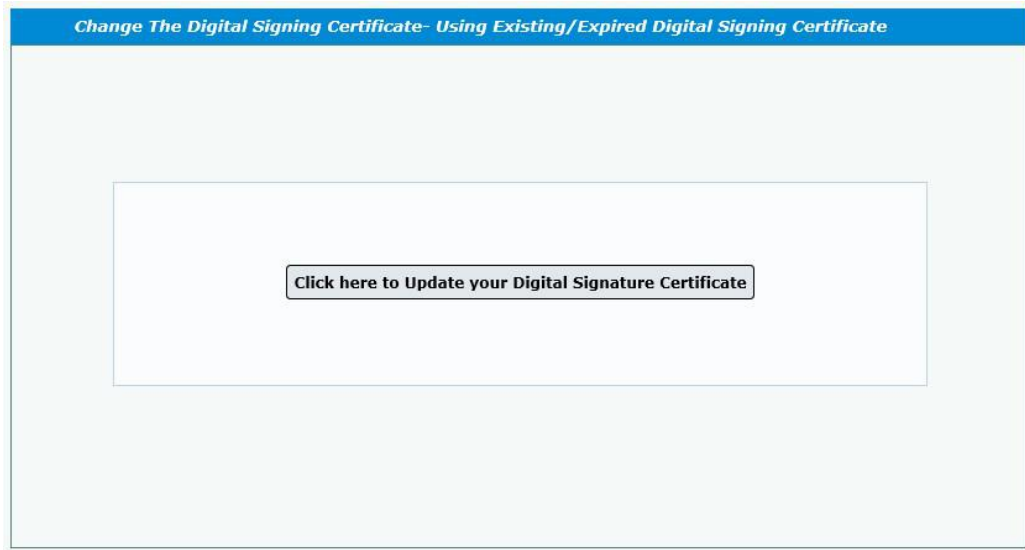 Change The Digital Signing Certificate- Using Existing/Expired Digital Signing Certificate
Click here to Update your Digital Signature Certificate